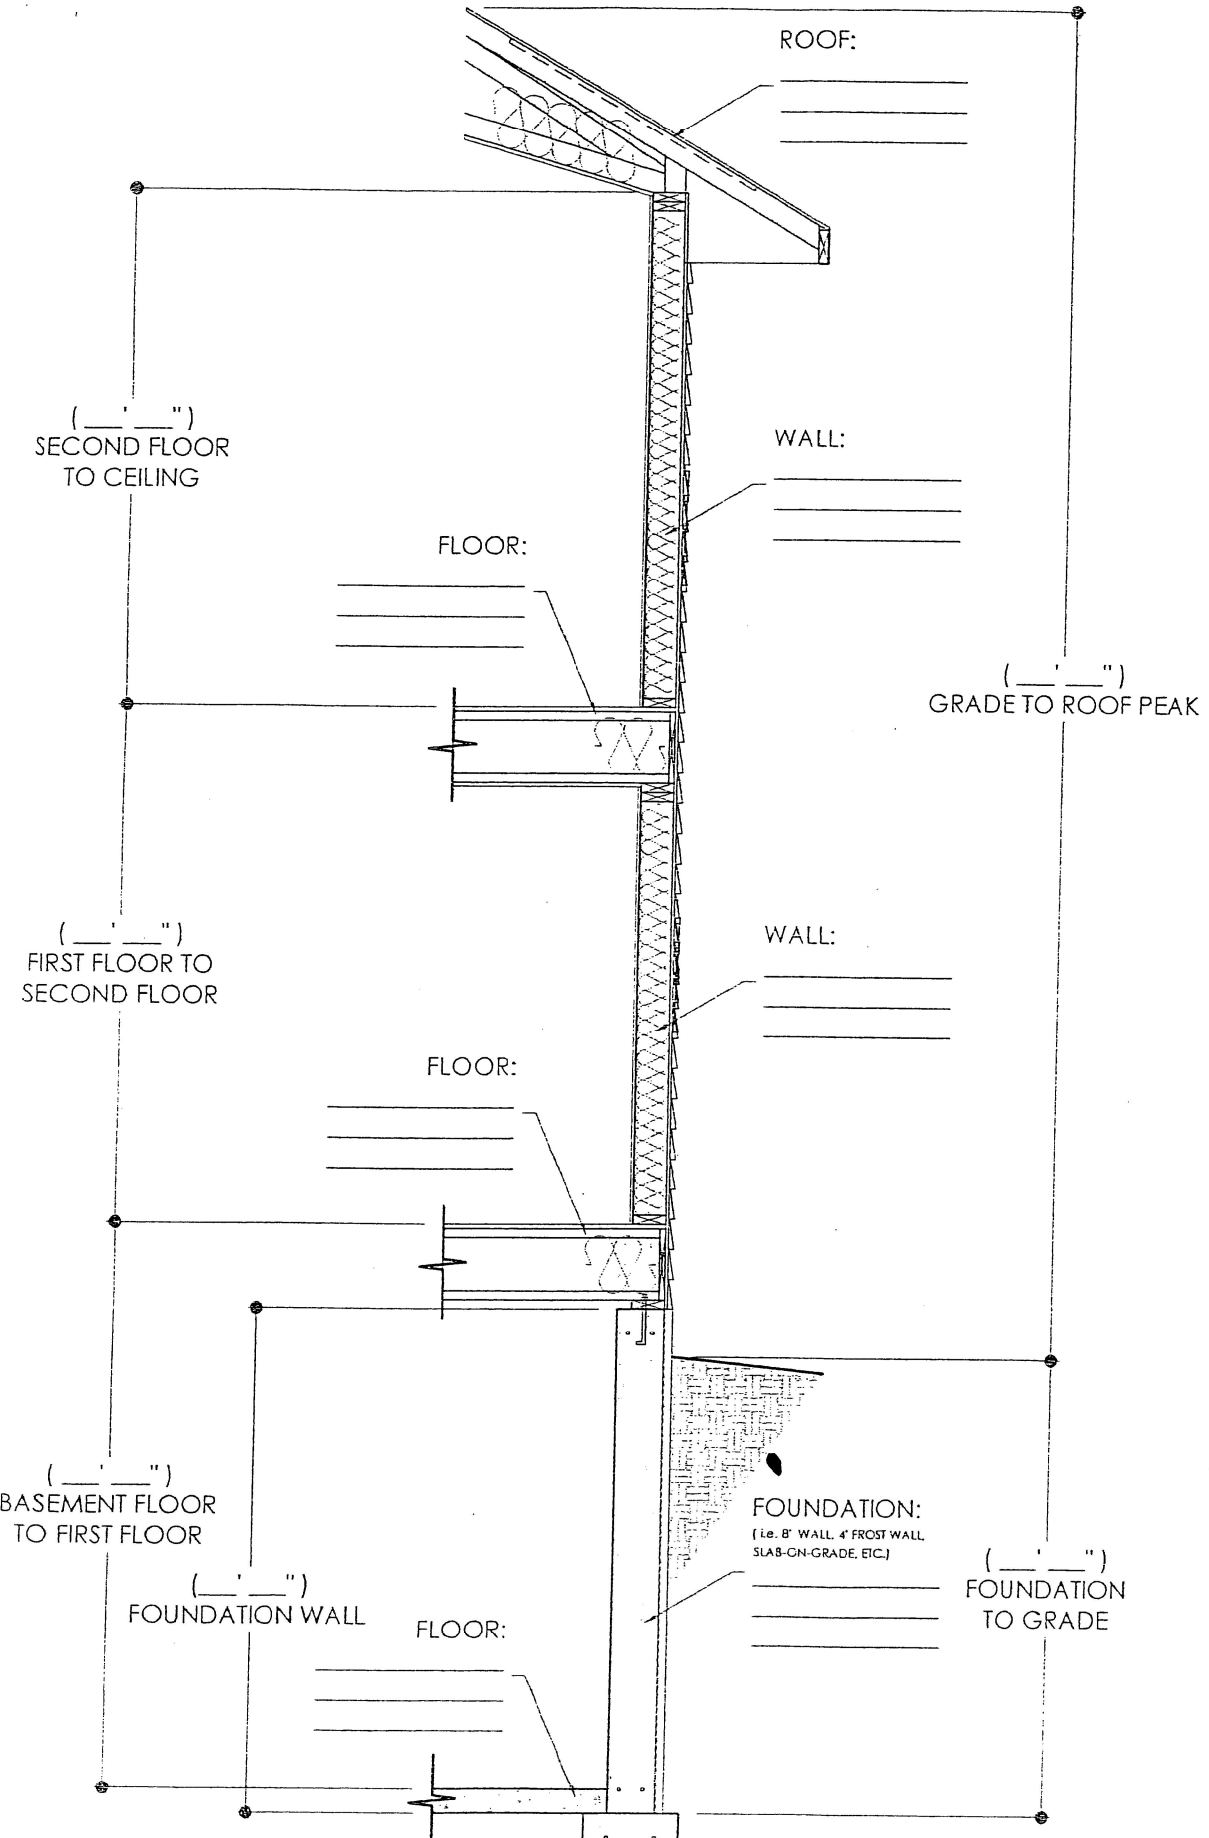 ROOF:
( ___' ___" )
SECOND FLOOR
TO CEILING
WALL:
FLOOR:
( ___' ___" )
GRADE TO ROOF PEAK
( ___' ___" )
FIRST FLOOR TO
SECOND FLOOR
WALL:
FLOOR:
( ___' ___" )
BASEMENT FLOOR
TO FIRST FLOOR
FOUNDATION:
( i.e. 8' WALL, 4' FROST WALL,
SLAB-ON-GRADE, ETC.)
( ___' ___" )
FOUNDATION
TO GRADE
( ___' ___" )
FOUNDATION WALL
FLOOR: